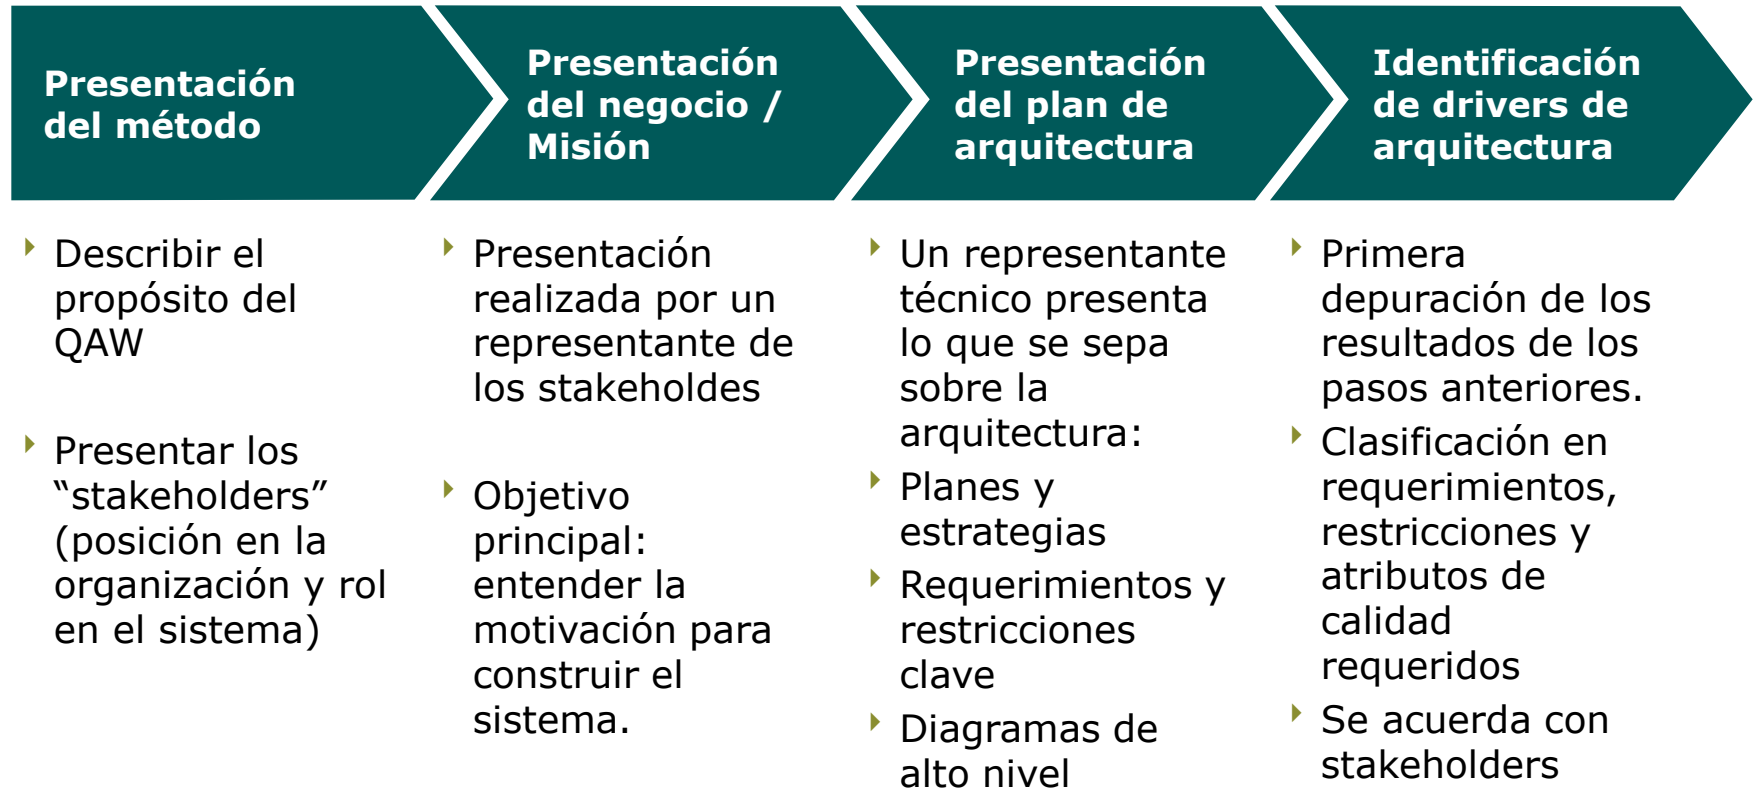 Presentación
del método
Presentación
del negocio /
Misión
Presentación
del plan de
arquitectura
Identificación
de drivers de
arquitectura
Describir el
propósito del
QAW
Presentar los
“stakeholders”
(posición en la
organización y rol
en el sistema)
Presentación
realizada por un
representante de
los stakeholdes
Objetivo
principal:
entender la
motivación para
construir el
sistema.
Un representante
técnico presenta
lo que se sepa
sobre la
arquitectura:
Planes y
estrategias
Requerimientos y
restricciones
clave
Diagramas de
alto nivel
Primera
depuración de los
resultados de los
pasos anteriores.
Clasificación en
requerimientos,
restricciones y
atributos de
calidad
requeridos
Se acuerda con
stakeholders